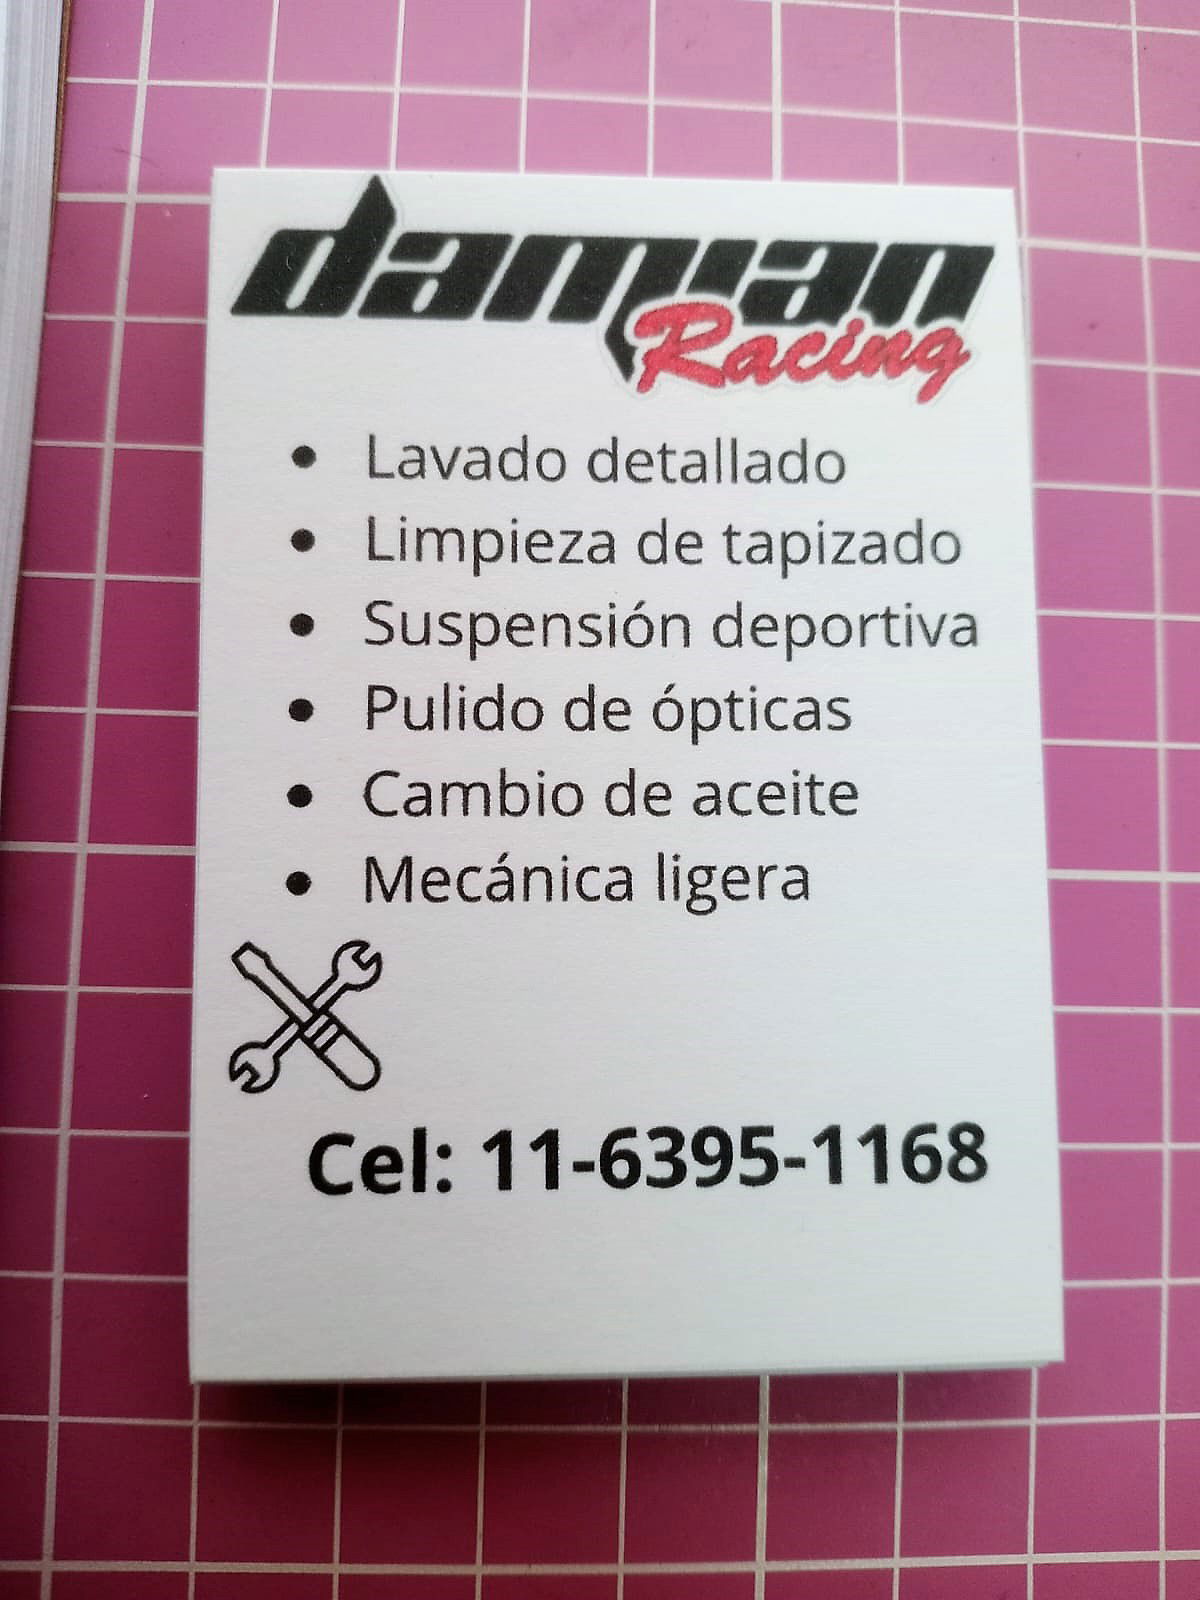 damian
Racing
• Lavado detallado
• Limpieza de tapizado
• Suspensión deportiva
• Pulido de ópticas
• Cambio de aceite
• Mecánica ligera
Cel: 11-6395-1168